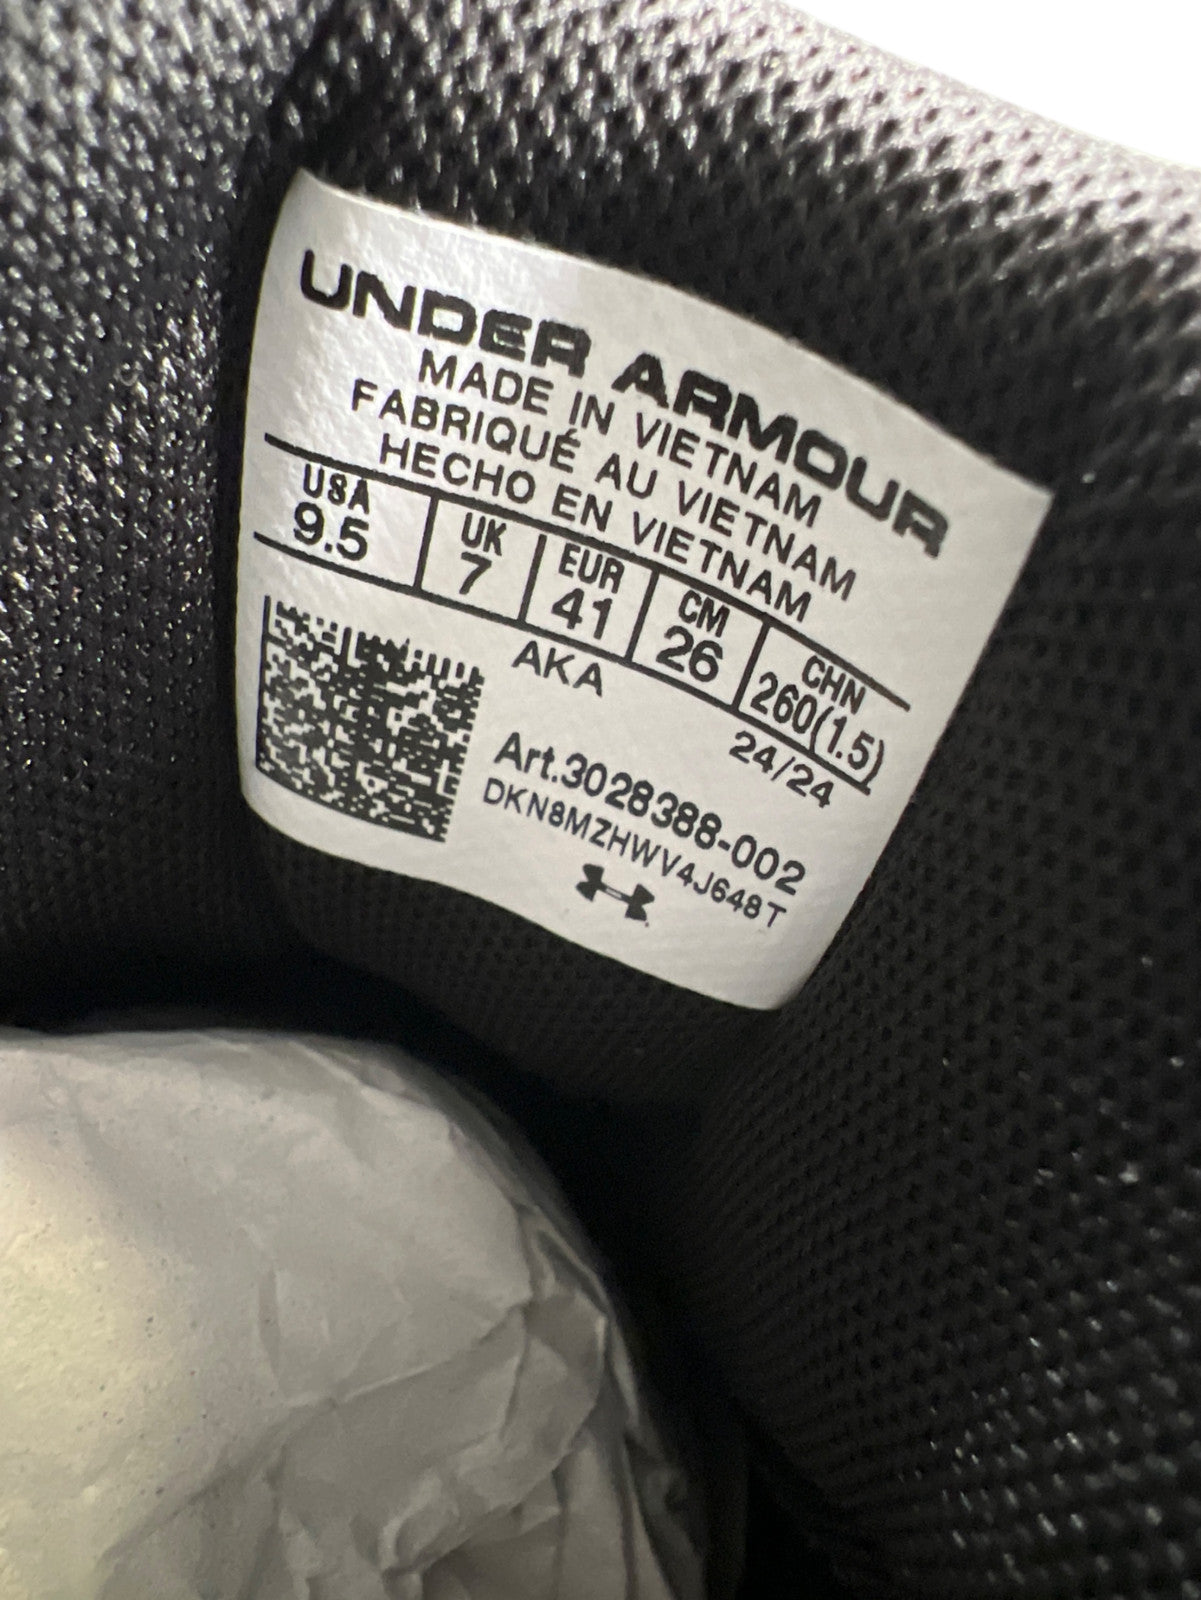 UNDER ARMOUR
MADE IN VIETNAM
FABRIQUÉ AU VIETNAM
HECHO EN VIETNAM
USA UK EUR CM CHN
9.5 7 41 26 260(1.5)
AKA 24/24
Art.3028388-002
DKN8MZHWV4J648T